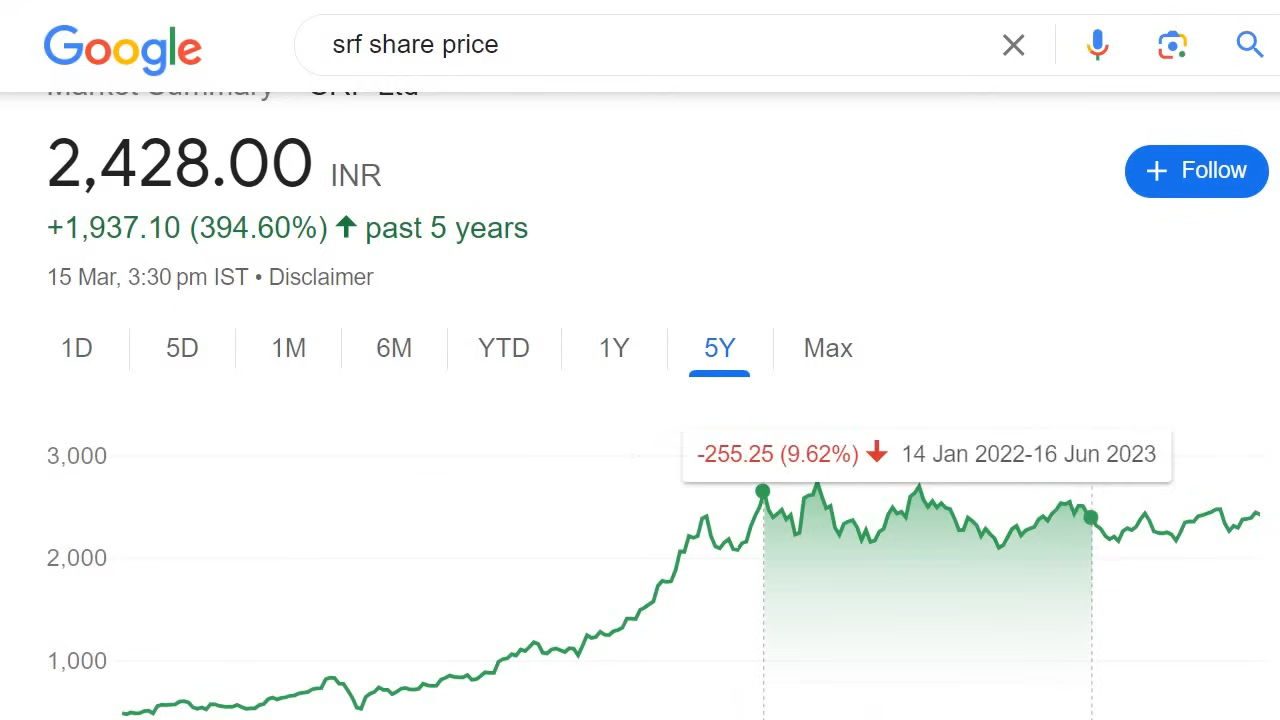 Google
srf share price
Market Summary > SRF Ltd
2,428.00 INR
+ Follow
+1,937.10 (394.60%) ↑ past 5 years
15 Mar, 3:30 pm IST • Disclaimer
1D 5D 1M 6M YTD 1Y 5Y Max
-255.25 (9.62%) ↓ 14 Jan 2022-16 Jun 2023
3,000
2,000
1,000